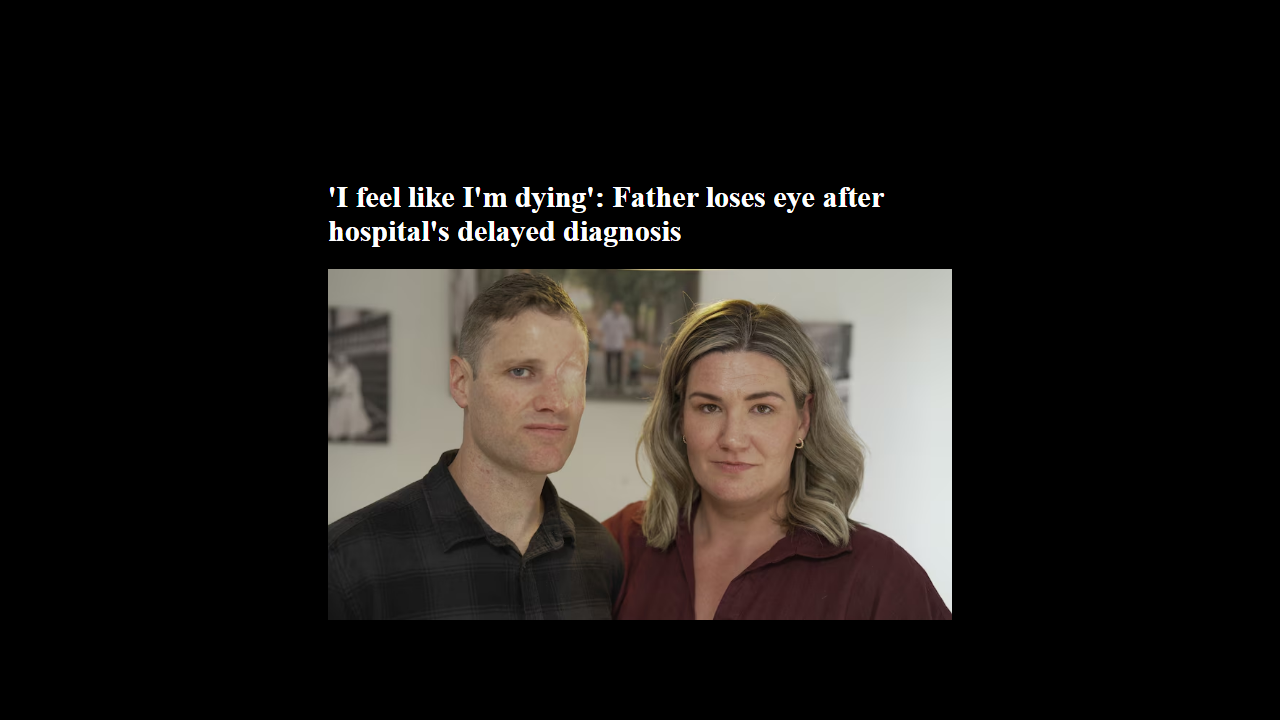 'I feel like I'm dying': Father loses eye after
hospital's delayed diagnosis